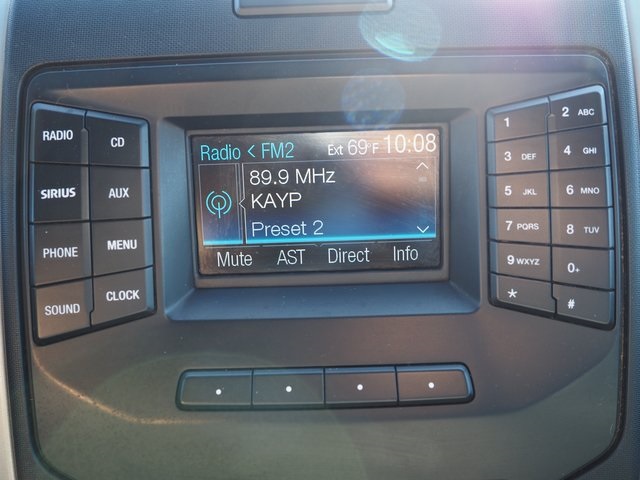 RADIO
CD
SIRIUS
AUX
PHONE
MENU
SOUND
CLOCK
Radio < FM2 Ext 69°F 10:08
89.9 MHz
KAYP
Preset 2
Mute AST Direct Info
1
2 ABC
3 DEF
4 GHI
5 JKL
6 MNO
7 PQRS
8 TUV
9 WXYZ
0+
*
#